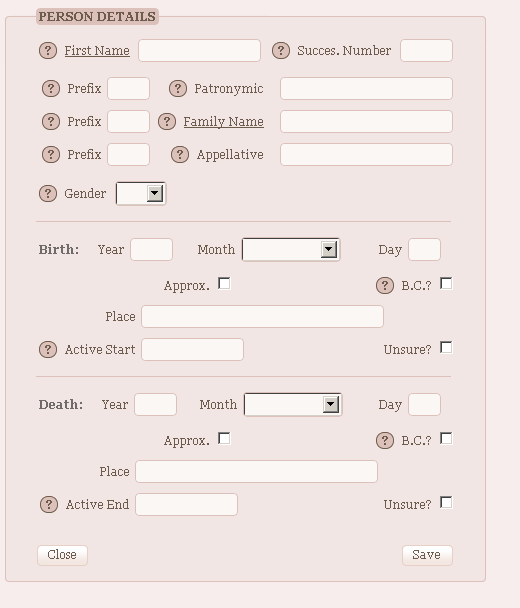 PERSON DETAILS
? First Name ? Succes. Number
? Prefix ? Patronymic
? Prefix ? Family Name
? Prefix ? Appellative
? Gender
Birth: Year Month Day
Approx. ? B.C.?
Place
? Active Start Unsure?
Death: Year Month Day
Approx. ? B.C.?
Place
? Active End Unsure?
Close Save